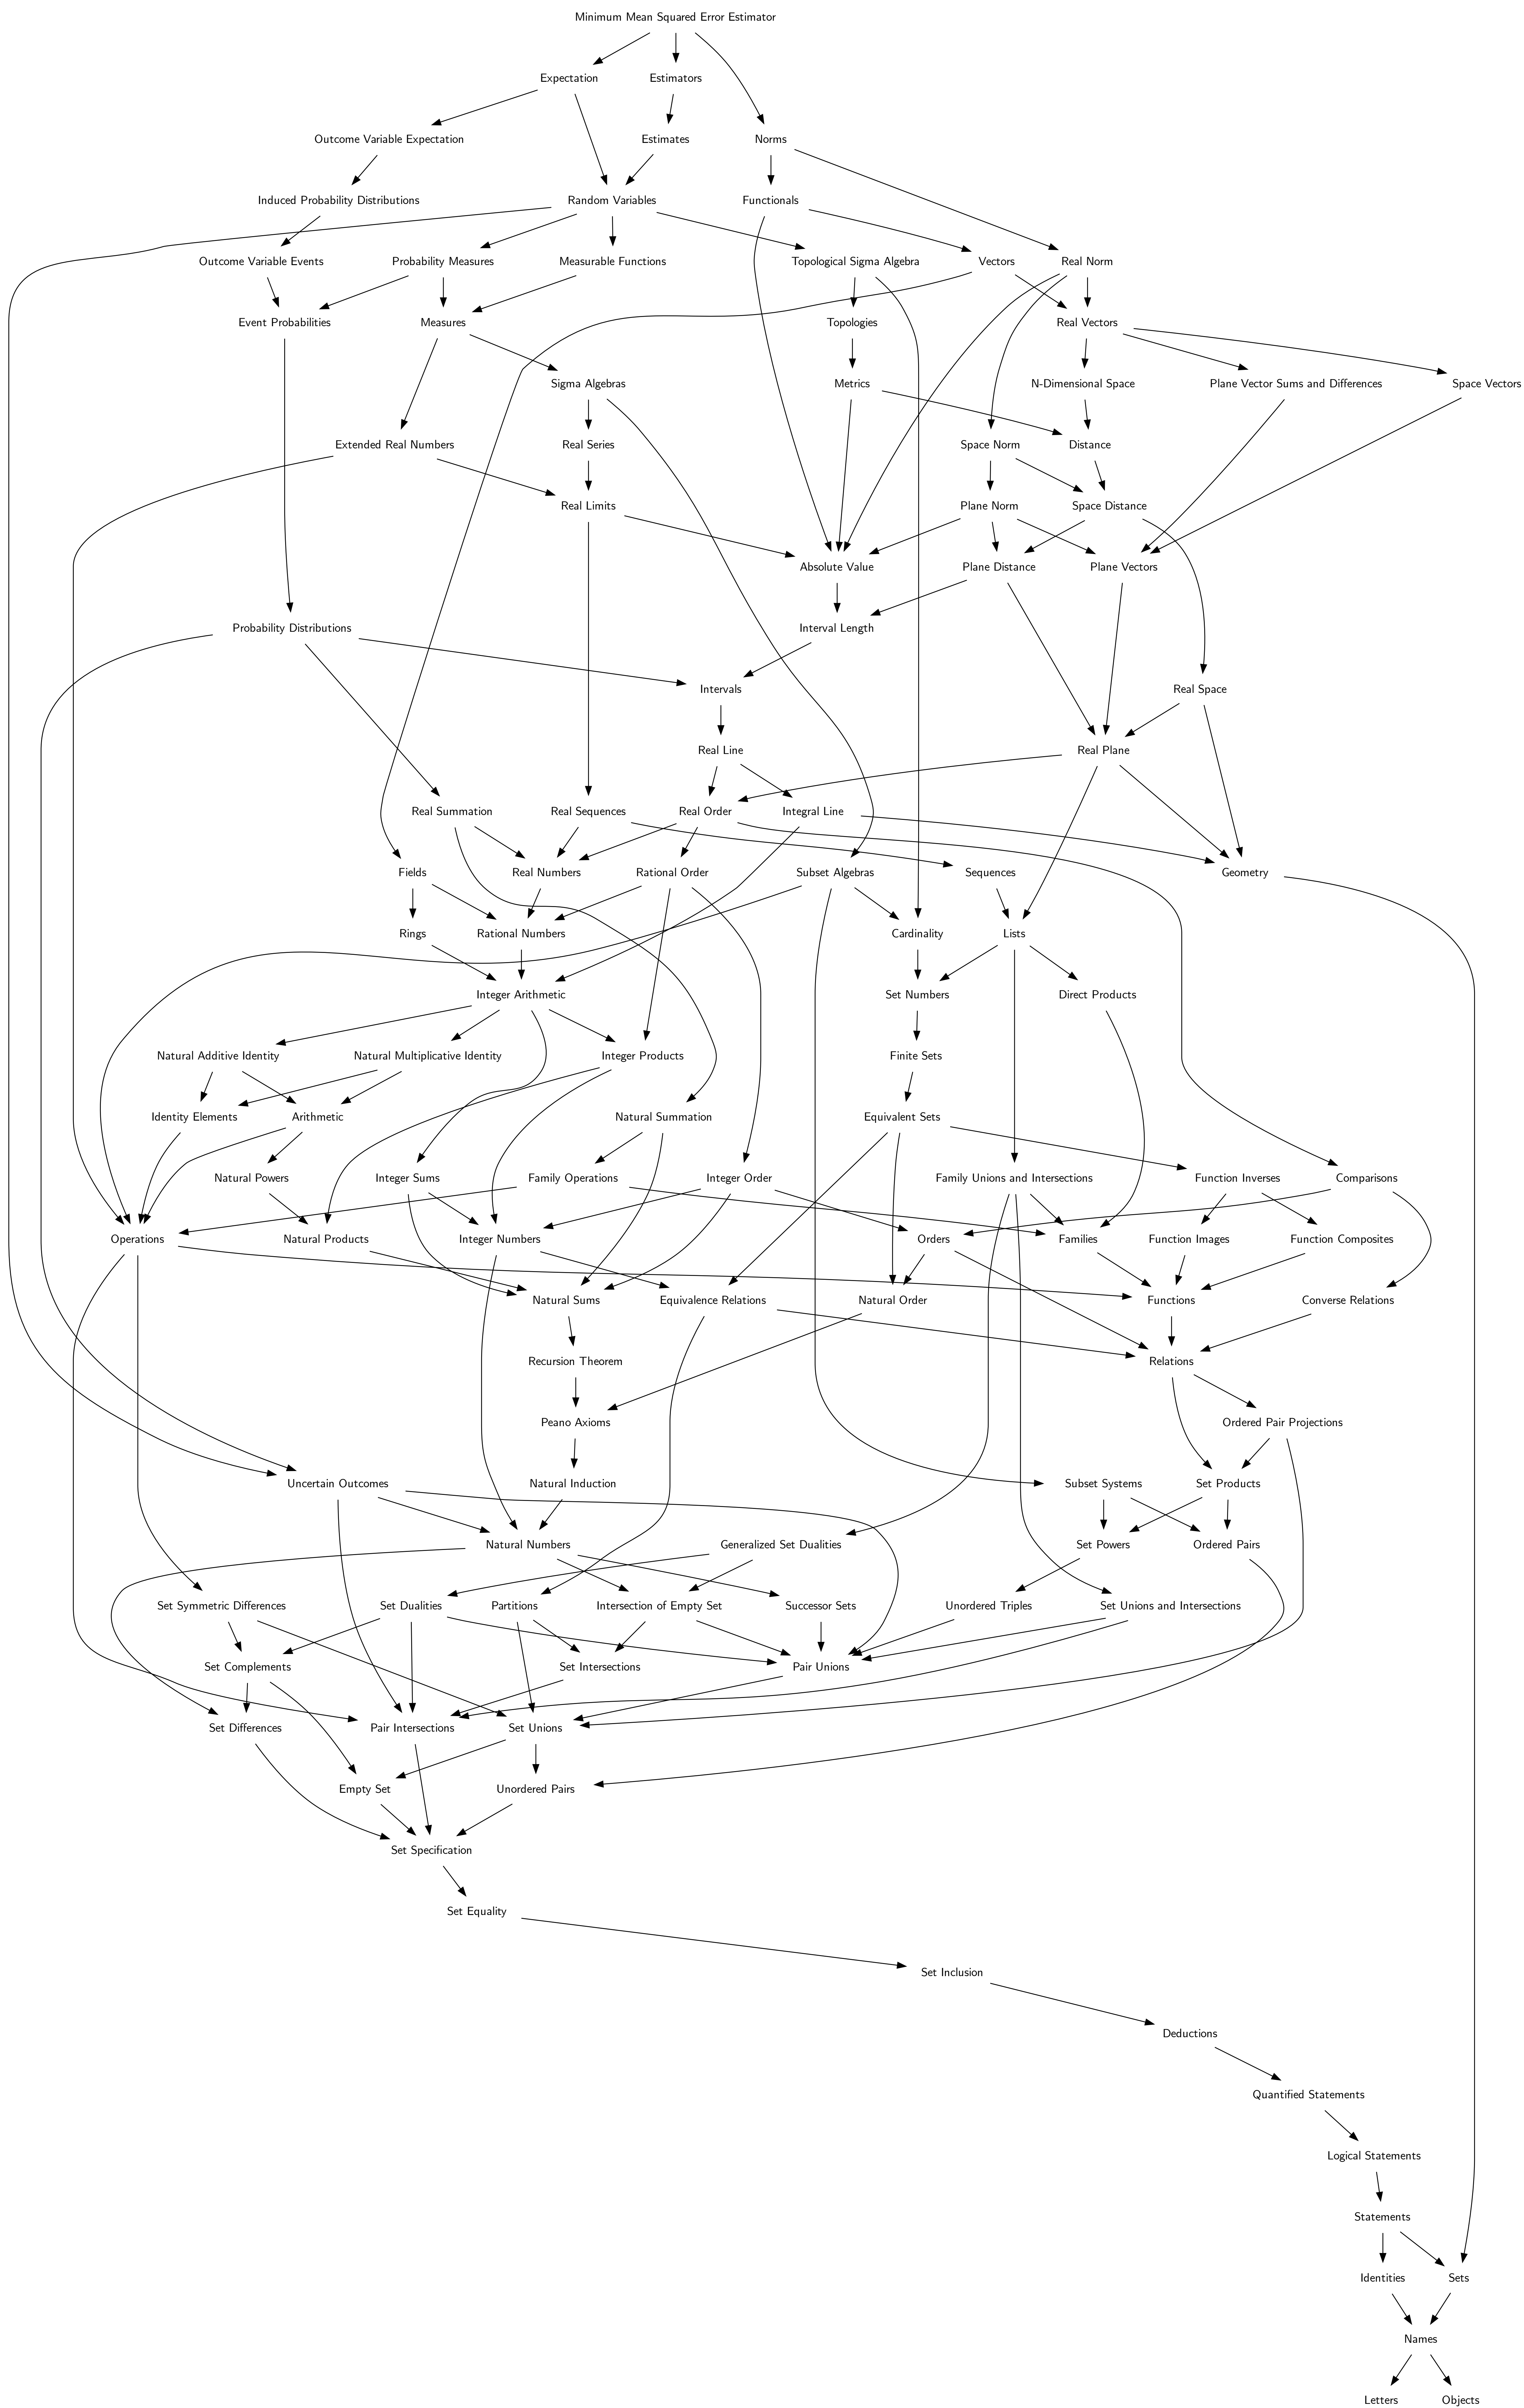 Minimum Mean Squared Error Estimator
Expectation
Estimators
Outcome Variable Expectation
Estimates
Norms
Induced Probability Distributions
Random Variables
Functionals
Outcome Variable Events
Probability Measures
Measurable Functions
Topological Sigma Algebra
Vectors
Real Norm
Event Probabilities
Measures
Topologies
Real Vectors
Sigma Algebras
Metrics
N-Dimensional Space
Plane Vector Sums and Differences
Space Vectors
Extended Real Numbers
Real Series
Space Norm
Distance
Real Limits
Plane Norm
Space Distance
Absolute Value
Plane Distance
Plane Vectors
Probability Distributions
Interval Length
Intervals
Real Space
Real Line
Real Plane
Real Summation
Real Sequences
Real Order
Integral Line
Fields
Real Numbers
Rational Order
Subset Algebras
Sequences
Geometry
Rings
Rational Numbers
Cardinality
Lists
Integer Arithmetic
Set Numbers
Direct Products
Natural Additive Identity
Natural Multiplicative Identity
Integer Products
Finite Sets
Identity Elements
Arithmetic
Natural Summation
Equivalent Sets
Natural Powers
Integer Sums
Family Operations
Integer Order
Family Unions and Intersections
Function Inverses
Comparisons
Operations
Natural Products
Integer Numbers
Orders
Families
Function Images
Function Composites
Natural Sums
Equivalence Relations
Natural Order
Functions
Converse Relations
Recursion Theorem
Relations
Peano Axioms
Ordered Pair Projections
Uncertain Outcomes
Natural Induction
Subset Systems
Set Products
Natural Numbers
Generalized Set Dualities
Set Powers
Ordered Pairs
Set Symmetric Differences
Set Dualities
Partitions
Intersection of Empty Set
Successor Sets
Unordered Triples
Set Unions and Intersections
Set Complements
Set Intersections
Pair Unions
Set Differences
Pair Intersections
Set Unions
Empty Set
Unordered Pairs
Set Specification
Set Equality
Set Inclusion
Deductions
Quantified Statements
Logical Statements
Statements
Identities
Sets
Names
Letters
Objects